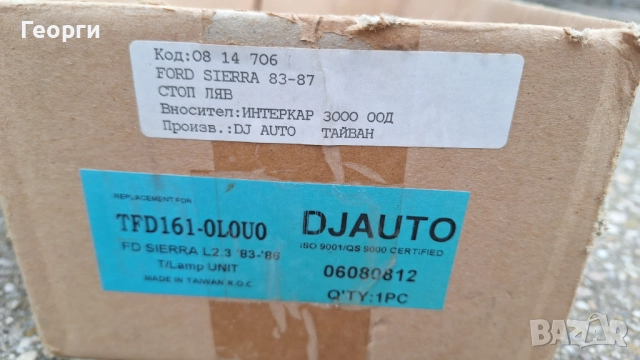 Георги
Код:08 14 706
FORD SIERRA 83-87
СТОП ЛЯВ
Вносител:ИНТЕРКАР 3000 ООД
Произв.:DJ AUTO ТАЙВАН
REPLACEMENT FOR
TFD161-0L0U0
FD SIERRA L2.3 '83-'86
T/Lamp UNIT
MADE IN TAIWAN R.O.C
DJAUTO
ISO 9001/QS 9000 CERTIFIED
06080812
Q'TY:1PC
BAZAR